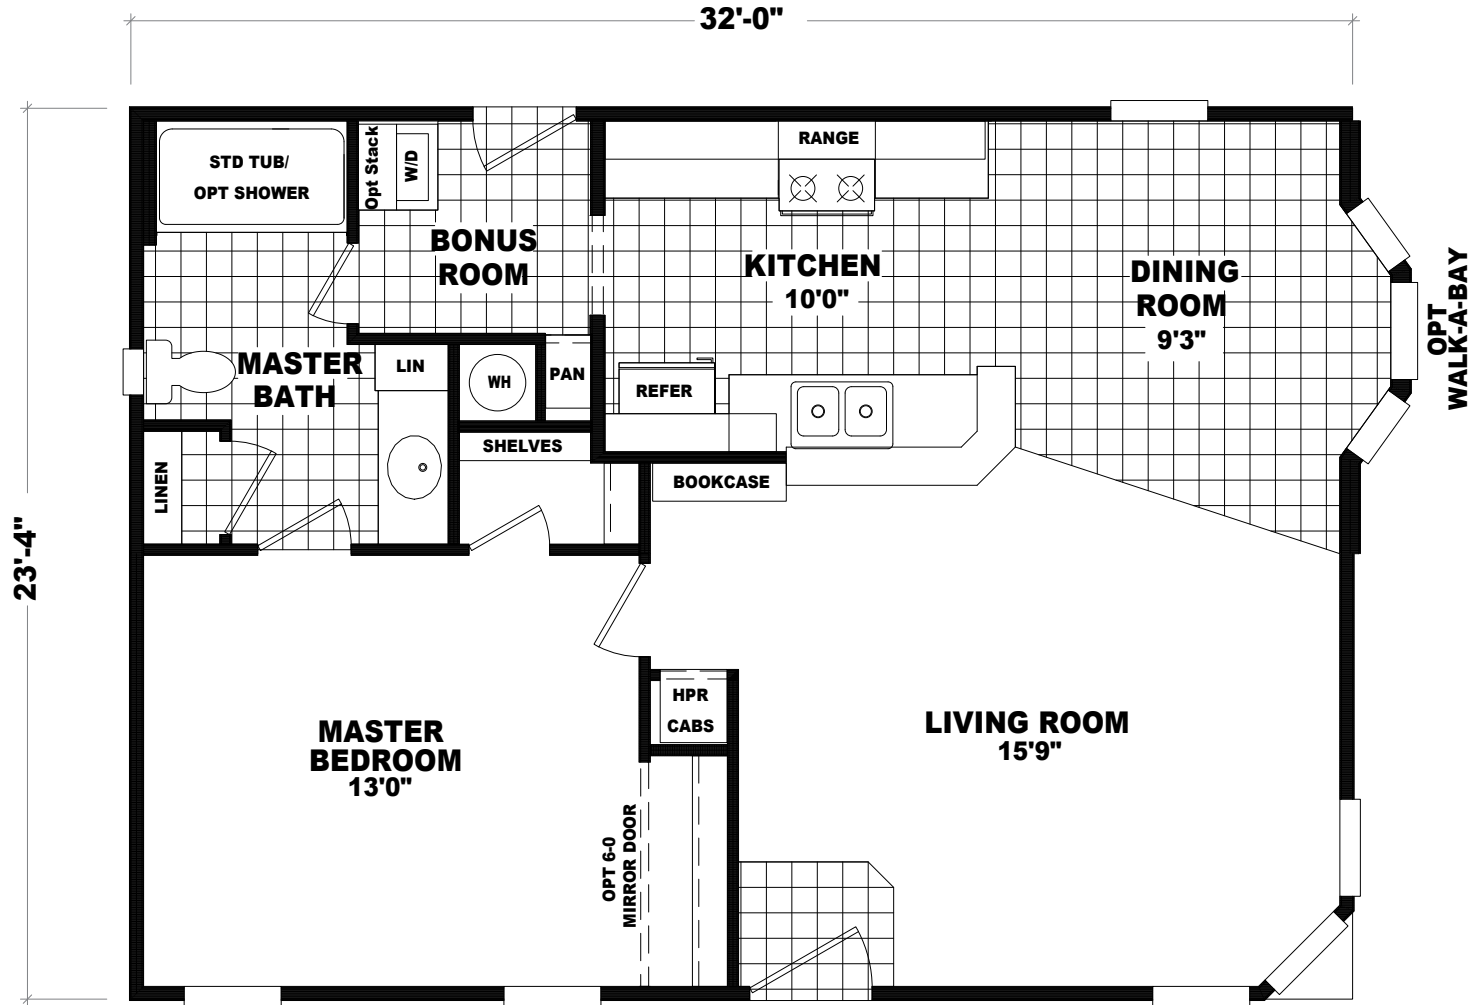 32'-0"
STD TUB/
OPT SHOWER
Opt Stack
W/D
RANGE
BONUS
ROOM
KITCHEN
10'0"
DINING
ROOM
9'3"
OPT
WALK-A-BAY
MASTER
BATH
LIN
WH
PAN
REFER
SHELVES
LINEN
BOOKCASE
23'-4"
HPR
CABS
MASTER
BEDROOM
13'0"
LIVING ROOM
15'9"
OPT 6-0
MIRROR DOOR